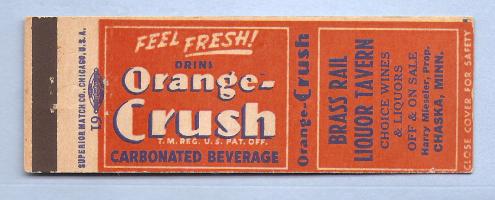 SUPERIOR MATCH CO., CHICAGO, U.S.A.
61
FEEL FRESH!
DRINK
Orange-
Crush
T. M. REG. U. S. PAT. OFF.
CARBONATED BEVERAGE
Orange-Crush
BRASS RAIL
LIQUOR TAVERN
CHOICE WINES
& LIQUORS
OFF & ON SALE
Harry Mieseler, Prop.
CHASKA, MINN.
CLOSE COVER FOR SAFETY